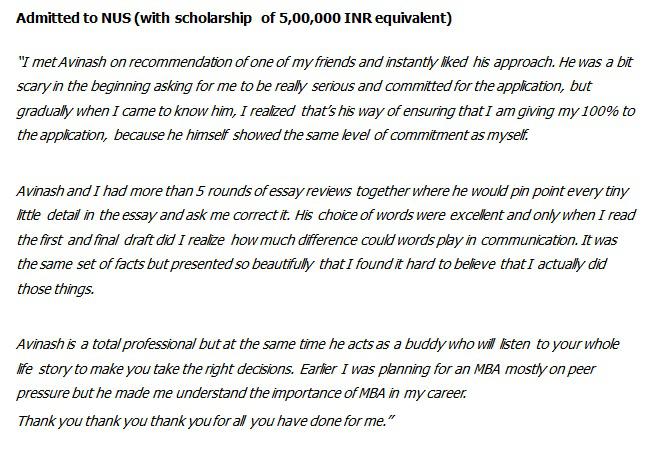 Admitted to NUS (with scholarship of 5,00,000 INR equivalent)
"I met Avinash on recommendation of one of my friends and instantly liked his approach. He was a bit
scary in the beginning asking for me to be really serious and committed for the application, but
gradually when I came to know him, I realized that's his way of ensuring that I am giving my 100% to
the application, because he himself showed the same level of commitment as myself.
Avinash and I had more than 5 rounds of essay reviews together where he would pin point every tiny
little detail in the essay and ask me correct it. His choice of words were excellent and only when I read
the first and final draft did I realize how much difference could words play in communication. It was
the same set of facts but presented so beautifully that I found it hard to believe that I actually did
those things.
Avinash is a total professional but at the same time he acts as a buddy who will listen to your whole
life story to make you take the right decisions. Earlier I was planning for an MBA mostly on peer
pressure but he made me understand the importance of MBA in my career.
Thank you thank you thank you for all you have done for me."